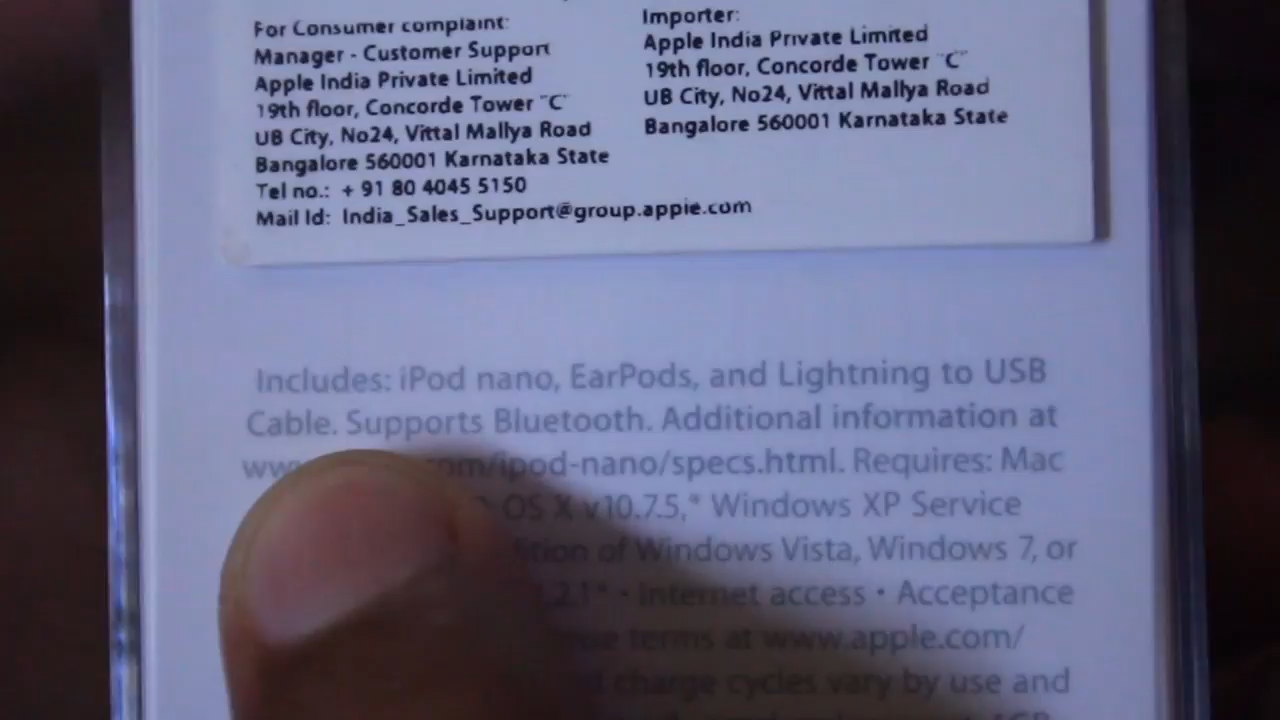 For Consumer complaint:
Manager - Customer Support
Apple India Private Limited
19th floor, Concorde Tower "C"
UB City, No24, Vittal Mallya Road
Bangalore 560001 Karnataka State
Tel no.: + 91 80 4045 5150
Mail Id: India_Sales_Support@group.appie.com
Importer:
Apple India Private Limited
19th floor, Concorde Tower "C"
UB City, No24, Vittal Mallya Road
Bangalore 560001 Karnataka State
Includes: iPod nano, EarPods, and Lightning to USB
Cable. Supports Bluetooth. Additional information at
/ipod-nano/specs.html. Requires: Mac
OS X v10.7.5,* Windows XP Service
of Windows Vista, Windows 7, or
• Internet access • Acceptance
terms at www.apple.com/
charge cycles vary by use and